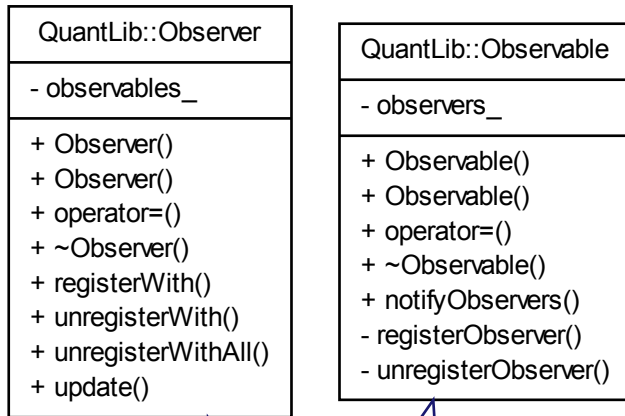 QuantLib::Observer
- observables_
+ Observer()
+ Observer()
+ operator=()
+ ~Observer()
+ registerWith()
+ unregisterWith()
+ unregisterWithAll()
+ update()
QuantLib::Observable
- observers_
+ Observable()
+ Observable()
+ operator=()
+ ~Observable()
+ notifyObservers()
- registerObserver()
- unregisterObserver()